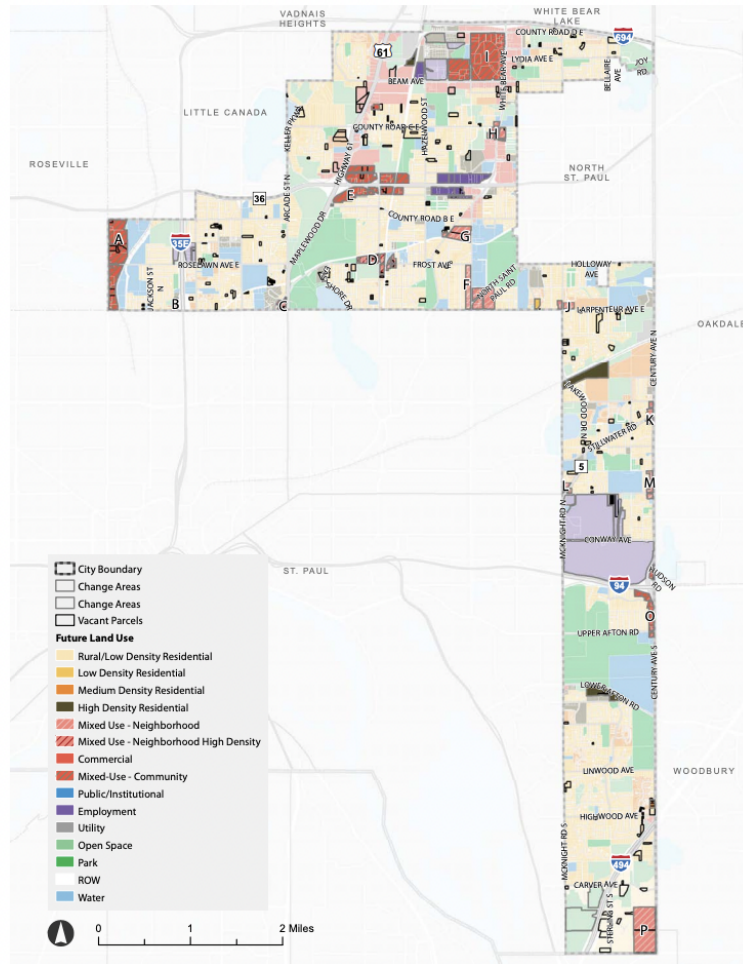 VADNAIS
HEIGHTS
WHITE BEAR
LAKE
COUNTY ROAD D E
694
61
I
LYDIA AVE E
JOY
RD
BEAM AVE
WHITE BEAR AVE
BELLAIRE
AVE
LITTLE CANADA
KELLER PKWY
COUNTY ROAD E E
HAZELWOOD ST
H
ROSEVILLE
HIGHWAY 61
NORTH
ST. PAUL
36
ARCADE ST N
E
MAPLEWOOD DR
COUNTY ROAD B E
A
35E
G
ROSELAWN AVE E
D
FROST AVE
HOLLOWAY
AVE
JACKSON ST
N
B
C
SHORE DR
F
NORTH SAINT
PAUL RD
J
LARPENTEUR AVE E
OAKDALE
CENTURY AVE N
LAKEWOOD DR N
K
STILLWATER RD
5
L
M
MCKNIGHT RD N
CONWAY AVE
ST. PAUL
HUDSON
RD
94
O
UPPER AFTON RD
CENTURY AVE S
LOWER AFTON RD
LINWOOD AVE
WOODBURY
HIGHWOOD AVE
MCKNIGHT RD S
494
CARVER AVE
STERLING ST S
P
City Boundary
Change Areas
Change Areas
Vacant Parcels
Future Land Use
Rural/Low Density Residential
Low Density Residential
Medium Density Residential
High Density Residential
Mixed Use - Neighborhood
Mixed Use - Neighborhood High Density
Commercial
Mixed-Use - Community
Public/Institutional
Employment
Utility
Open Space
Park
ROW
Water
0 1 2 Miles